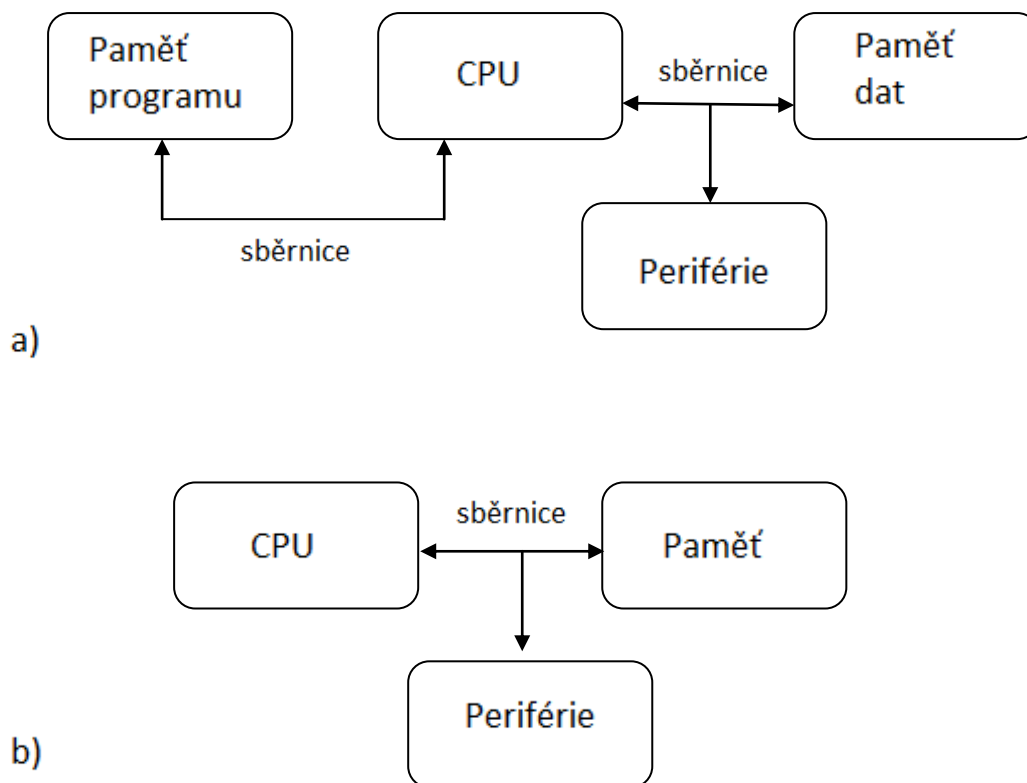 Paměť
programu
CPU
sběrnice
Paměť
dat
sběrnice
Periférie
a)
CPU
sběrnice
Paměť
Periférie
b)